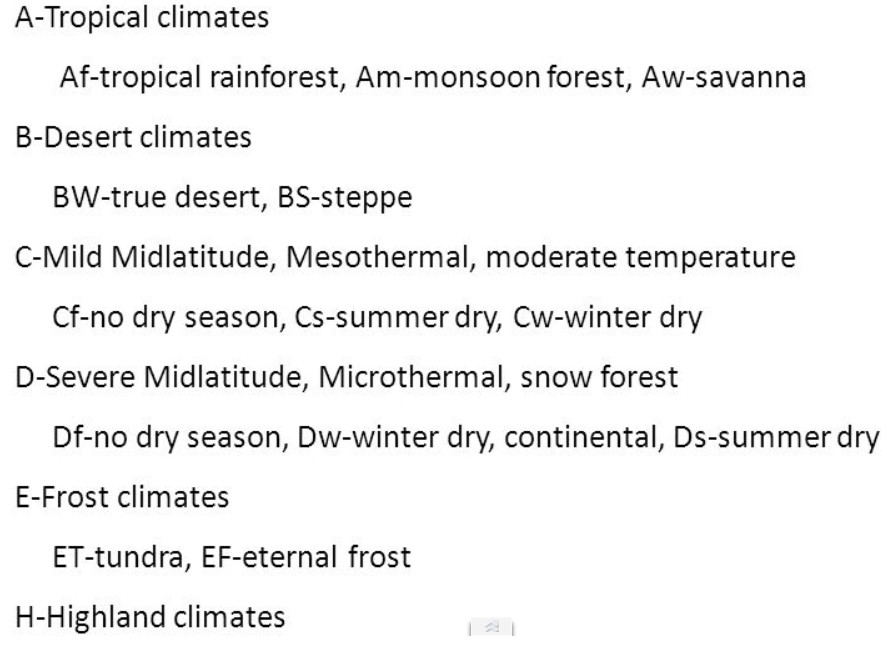 A-Tropical climates
Af-tropical rainforest, Am-monsoon forest, Aw-savanna
B-Desert climates
BW-true desert, BS-steppe
C-Mild Midlatitude, Mesothermal, moderate temperature
Cf-no dry season, Cs-summer dry, Cw-winter dry
D-Severe Midlatitude, Microthermal, snow forest
Df-no dry season, Dw-winter dry, continental, Ds-summer dry
E-Frost climates
ET-tundra, EF-eternal frost
H-Highland climates